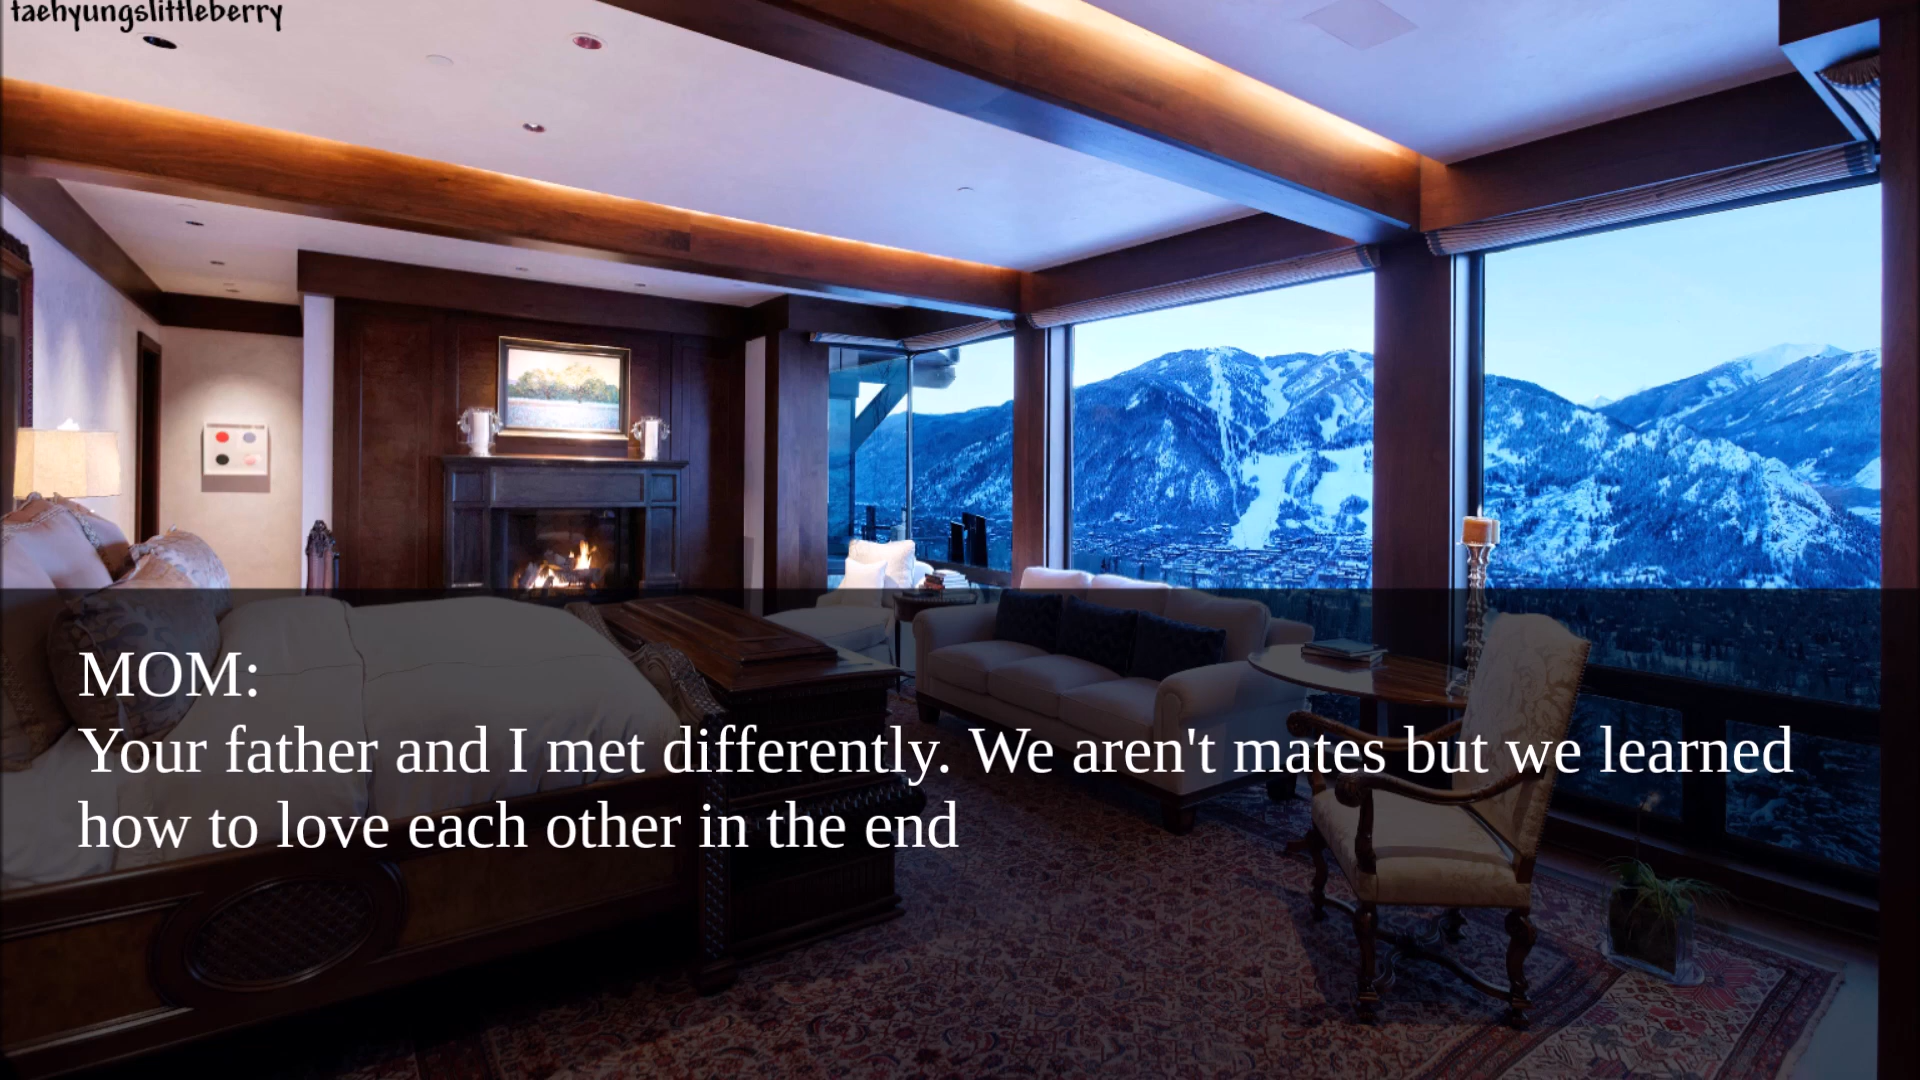 taehyungslittleberry
MOM:
Your father and I met differently. We aren't mates but we learned
how to love each other in the end